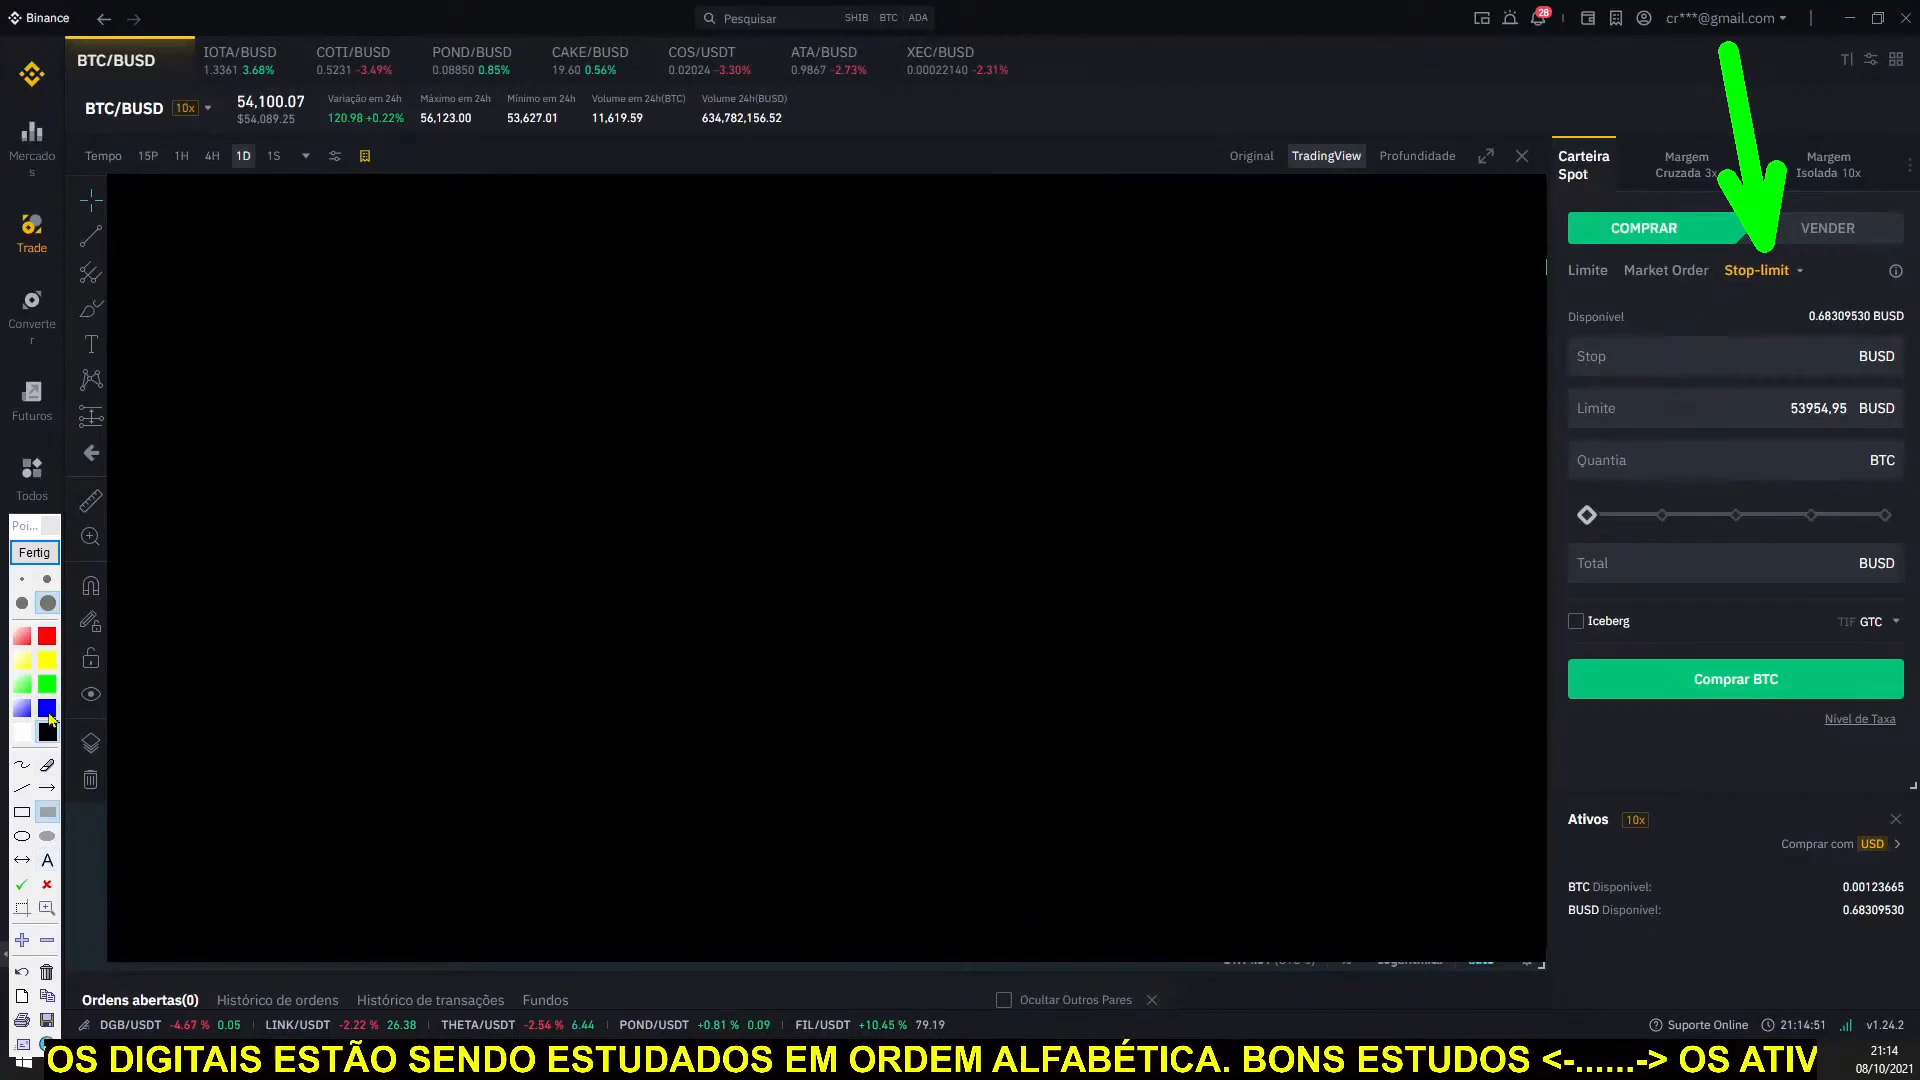 Binance
Pesquisar SHIB BTC ADA
28
cr***@gmail.com
BTC/BUSD
IOTA/BUSD
1.3361 3.68%
COTI/BUSD
0.5231 -3.49%
POND/BUSD
0.08850 0.85%
CAKE/BUSD
19.60 0.56%
COS/USDT
0.02024 -3.30%
ATA/BUSD
0.9867 -2.73%
XEC/BUSD
0.00022140 -2.31%
BTC/BUSD 10x
54,100.07
$54,089.25
Variação em 24h
120.98 +0.22%
Máximo em 24h
56,123.00
Mínimo em 24h
53,627.01
Volume em 24h(BTC)
11,619.59
Volume 24h(BUSD)
634,782,156.52
Mercado
s
Trade
Converte
r
Futuros
Todos
Tempo 15P 1H 4H 1D 1S
Original TradingView Profundidade
Carteira
Spot
Margem
Cruzada 3x
Margem
Isolada 10x
COMPRAR VENDER
Limite Market Order Stop-limit
Disponível 0.68309530 BUSD
Stop BUSD
Limite 53954,95 BUSD
Quantia BTC
Total BUSD
Iceberg TIF GTC
Comprar BTC
Nível de Taxa
Ativos 10x
Comprar com USD
BTC Disponível: 0.00123665
BUSD Disponível: 0.68309530
Poi...
Fertig
A
Ordens abertas(0) Histórico de ordens Histórico de transações Fundos
Ocultar Outros Pares
DGB/USDT -4.67 % 0.05 LINK/USDT -2.22 % 26.38 THETA/USDT -2.54 % 6.44 POND/USDT +0.81 % 0.09 FIL/USDT +10.45 % 79.19
Suporte Online 21:14:51 v1.24.2
OS DIGITAIS ESTÃO SENDO ESTUDADOS EM ORDEM ALFABÉTICA. BONS ESTUDOS <-......-> OS ATIV
21:14
08/10/2021